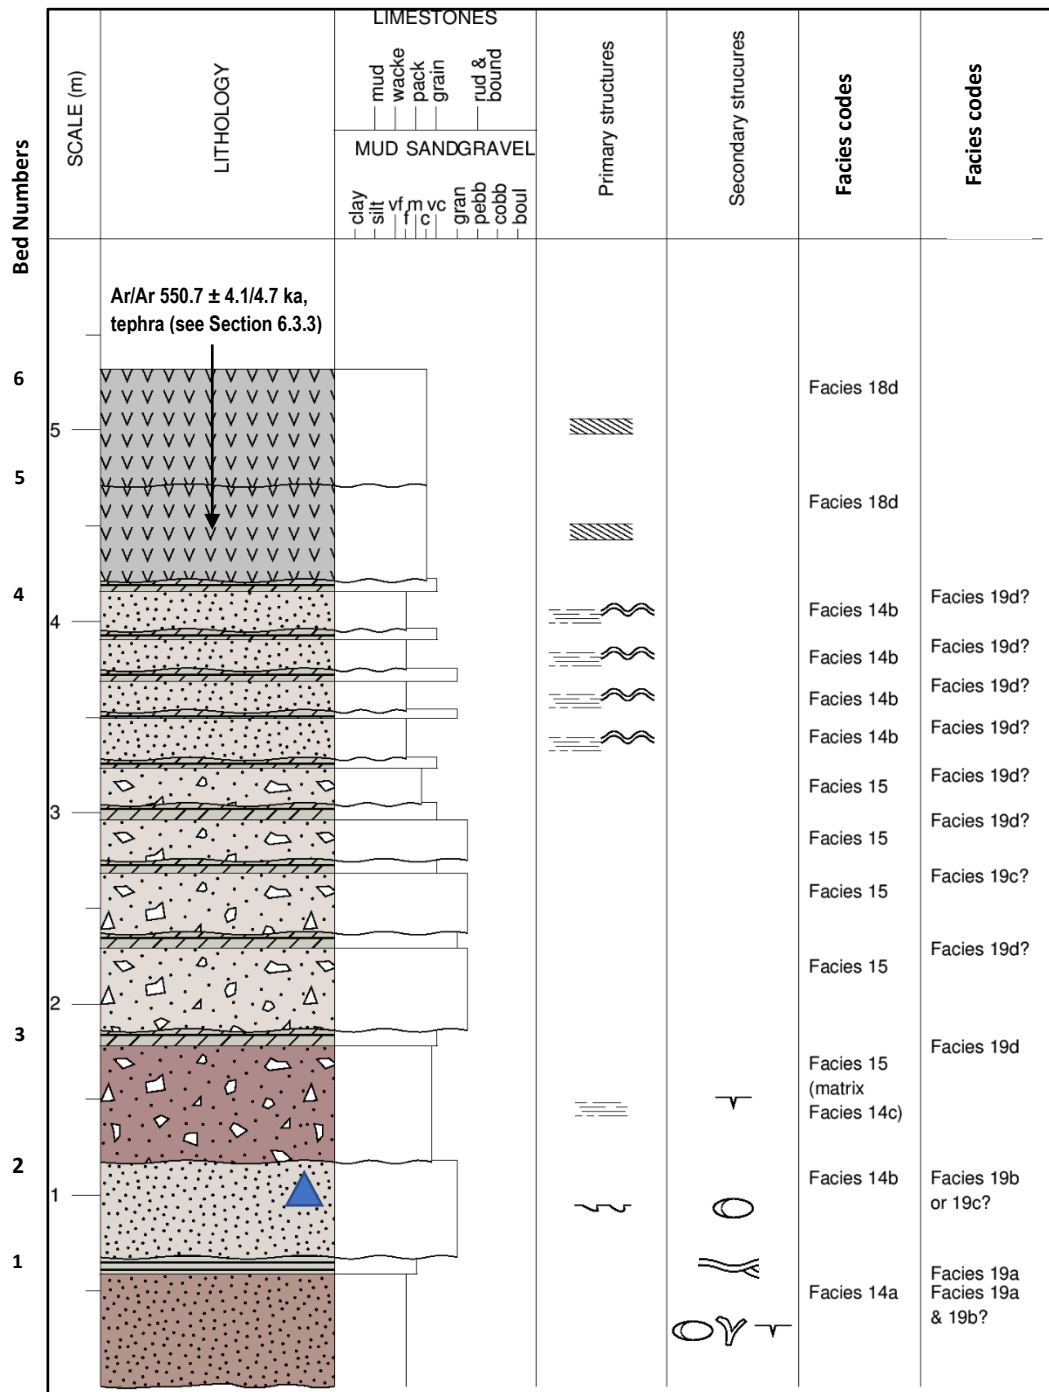 LIMESTONES
mud
wacke
pack
grain
rud &
bound
MUD SAND GRAVEL
clay
silt
vf
f
m
c
vc
gran
pebb
cobb
boul
Bed Numbers
SCALE (m)
LITHOLOGY
Primary structures
Secondary strucures
Facies codes
Facies codes
Ar/Ar 550.7 ± 4.1/4.7 ka,
tephra (see Section 6.3.3)
6
Facies 18d
5
5
Facies 18d
4
Facies 14b
Facies 19d?
4
Facies 14b
Facies 19d?
Facies 14b
Facies 19d?
Facies 14b
Facies 19d?
Facies 15
Facies 19d?
3
Facies 15
Facies 19d?
Facies 15
Facies 19c?
Facies 15
Facies 19d?
2
3
Facies 19d
Facies 15
(matrix
Facies 14c)
2
1
Facies 14b
Facies 19b
or 19c?
1
Facies 19a
Facies 14a
Facies 19a
& 19b?